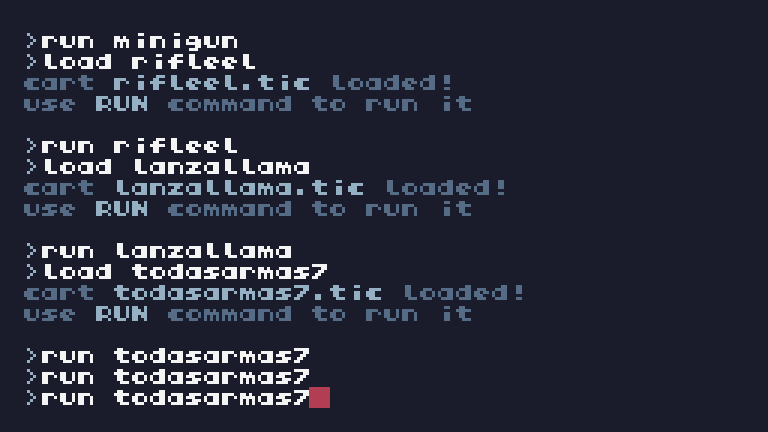 >run minigun
>load rifleel
cart rifleel.tic loaded!
use RUN command to run it
>run rifleel
>load lanzallama
cart lanzallama.tic loaded!
use RUN command to run it
>run lanzallama
>load todasarmas7
cart todasarmas7.tic loaded!
use RUN command to run it
>run todasarmas7
>run todasarmas7
>run todasarmas7